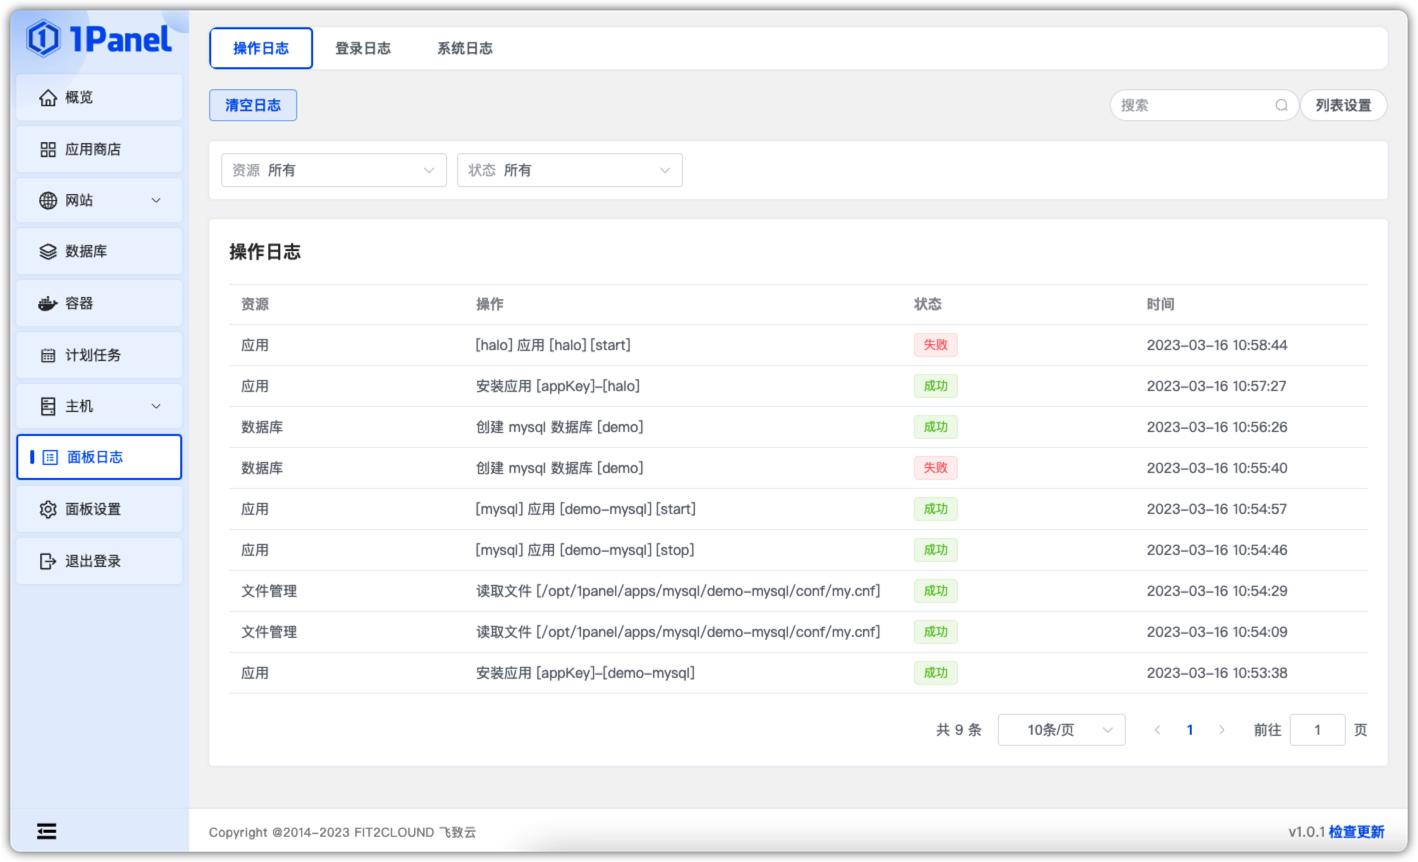 1Panel
操作日志 登录日志 系统日志
概览
清空日志
搜索
列表设置
应用商店
资源 所有
状态 所有
网站
数据库
操作日志
容器
资源 操作 状态 时间
应用 [halo] 应用 [halo] [start] 失败 2023-03-16 10:58:44
计划任务
应用 安装应用 [appKey]-[halo] 成功 2023-03-16 10:57:27
主机
数据库 创建 mysql 数据库 [demo] 成功 2023-03-16 10:56:26
面板日志
数据库 创建 mysql 数据库 [demo] 失败 2023-03-16 10:55:40
面板设置
应用 [mysql] 应用 [demo-mysql] [start] 成功 2023-03-16 10:54:57
退出登录
应用 [mysql] 应用 [demo-mysql] [stop] 成功 2023-03-16 10:54:46
文件管理 读取文件 [/opt/1panel/apps/mysql/demo-mysql/conf/my.cnf] 成功 2023-03-16 10:54:29
文件管理 读取文件 [/opt/1panel/apps/mysql/demo-mysql/conf/my.cnf] 成功 2023-03-16 10:54:09
应用 安装应用 [appKey]-[demo-mysql] 成功 2023-03-16 10:53:38
共 9 条 10条/页 1 前往 1 页
Copyright @2014-2023 FIT2CLOUND 飞致云
v1.0.1 检查更新